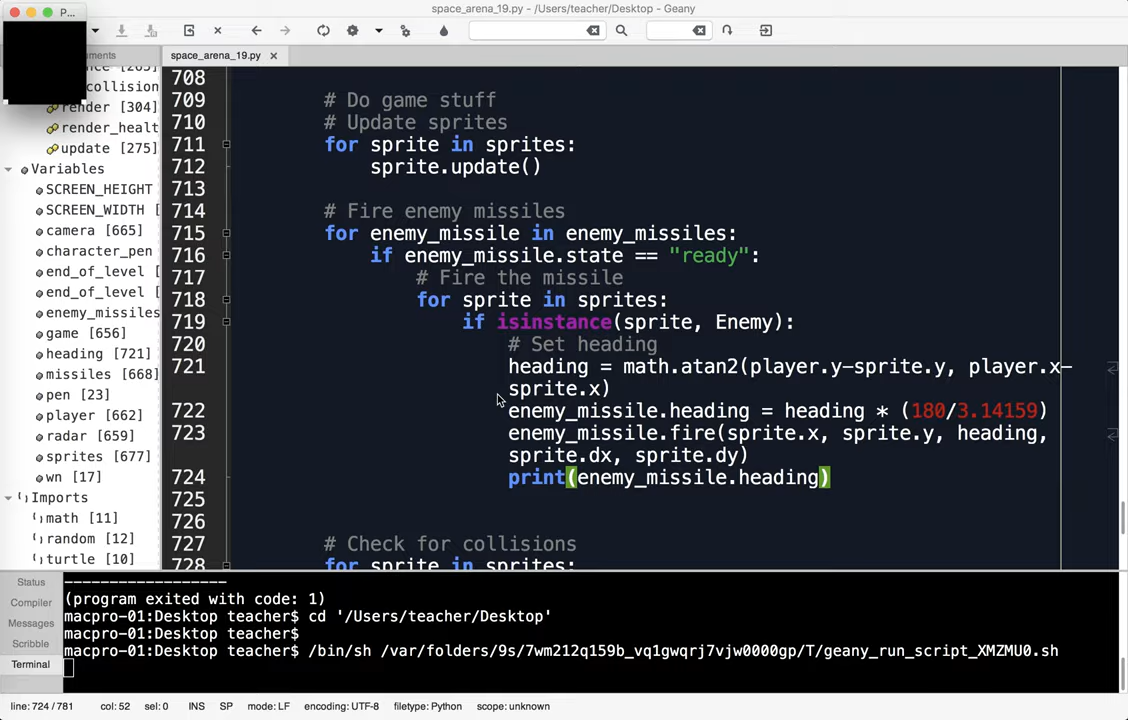 space_arena_19.py - /Users/teacher/Desktop - Geany
P...
space_arena_19.py
render [304]
render_healt
update [275]
Variables
SCREEN_HEIGHT
SCREEN_WIDTH [
camera [665]
character_pen
end_of_level [
end_of_level [
enemy_missiles
game [656]
heading [721]
missiles [668]
pen [23]
player [662]
radar [659]
sprites [677]
wn [17]
Imports
math [11]
random [12]
turtle [10]
708
709 # Do game stuff
710 # Update sprites
711 for sprite in sprites:
712 sprite.update()
713
714 # Fire enemy missiles
715 for enemy_missile in enemy_missiles:
716 if enemy_missile.state == "ready":
717 # Fire the missile
718 for sprite in sprites:
719 if isinstance(sprite, Enemy):
720 # Set heading
721 heading = math.atan2(player.y-sprite.y, player.x-
sprite.x)
722 enemy_missile.heading = heading * (180/3.14159)
723 enemy_missile.fire(sprite.x, sprite.y, heading,
sprite.dx, sprite.dy)
724 print(enemy_missile.heading)
725
726
727 # Check for collisions
728 for sprite in sprites:
Status
Compiler
Messages
Scribble
Terminal
------------------
(program exited with code: 1)
macpro-01:Desktop teacher$ cd '/Users/teacher/Desktop'
macpro-01:Desktop teacher$
macpro-01:Desktop teacher$ /bin/sh /var/folders/9s/7wm212q159b_vq1gwqrj7vjw0000gp/T/geany_run_script_XMZMU0.sh
line: 724 / 781 col: 52 sel: 0 INS SP mode: LF encoding: UTF-8 filetype: Python scope: unknown